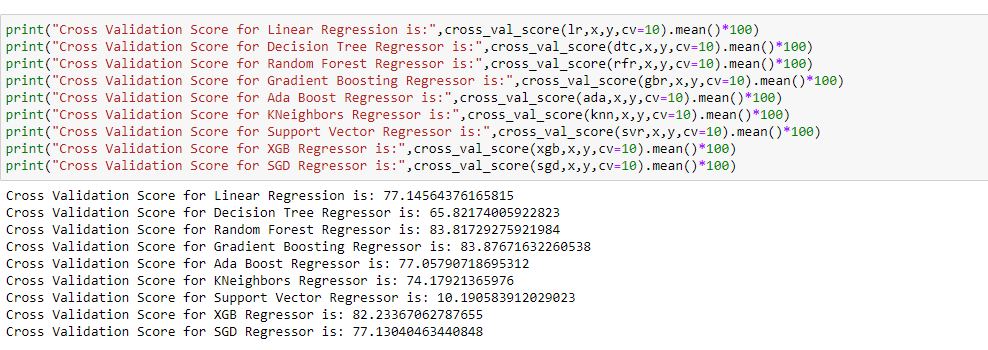 print("Cross Validation Score for Linear Regression is:",cross_val_score(lr,x,y,cv=10).mean()*100)
print("Cross Validation Score for Decision Tree Regressor is:",cross_val_score(dtc,x,y,cv=10).mean()*100)
print("Cross Validation Score for Random Forest Regressor is:",cross_val_score(rfr,x,y,cv=10).mean()*100)
print("Cross Validation Score for Gradient Boosting Regressor is:",cross_val_score(gbr,x,y,cv=10).mean()*100)
print("Cross Validation Score for Ada Boost Regressor is:",cross_val_score(ada,x,y,cv=10).mean()*100)
print("Cross Validation Score for KNeighbors Regressor is:",cross_val_score(knn,x,y,cv=10).mean()*100)
print("Cross Validation Score for Support Vector Regressor is:",cross_val_score(svr,x,y,cv=10).mean()*100)
print("Cross Validation Score for XGB Regressor is:",cross_val_score(xgb,x,y,cv=10).mean()*100)
print("Cross Validation Score for SGD Regressor is:",cross_val_score(sgd,x,y,cv=10).mean()*100)
Cross Validation Score for Linear Regression is: 77.14564376165815
Cross Validation Score for Decision Tree Regressor is: 65.82174005922823
Cross Validation Score for Random Forest Regressor is: 83.81729275921984
Cross Validation Score for Gradient Boosting Regressor is: 83.87671632260538
Cross Validation Score for Ada Boost Regressor is: 77.05790718695312
Cross Validation Score for KNeighbors Regressor is: 74.17921365976
Cross Validation Score for Support Vector Regressor is: 10.190583912029023
Cross Validation Score for XGB Regressor is: 82.23367062787655
Cross Validation Score for SGD Regressor is: 77.13040463440848